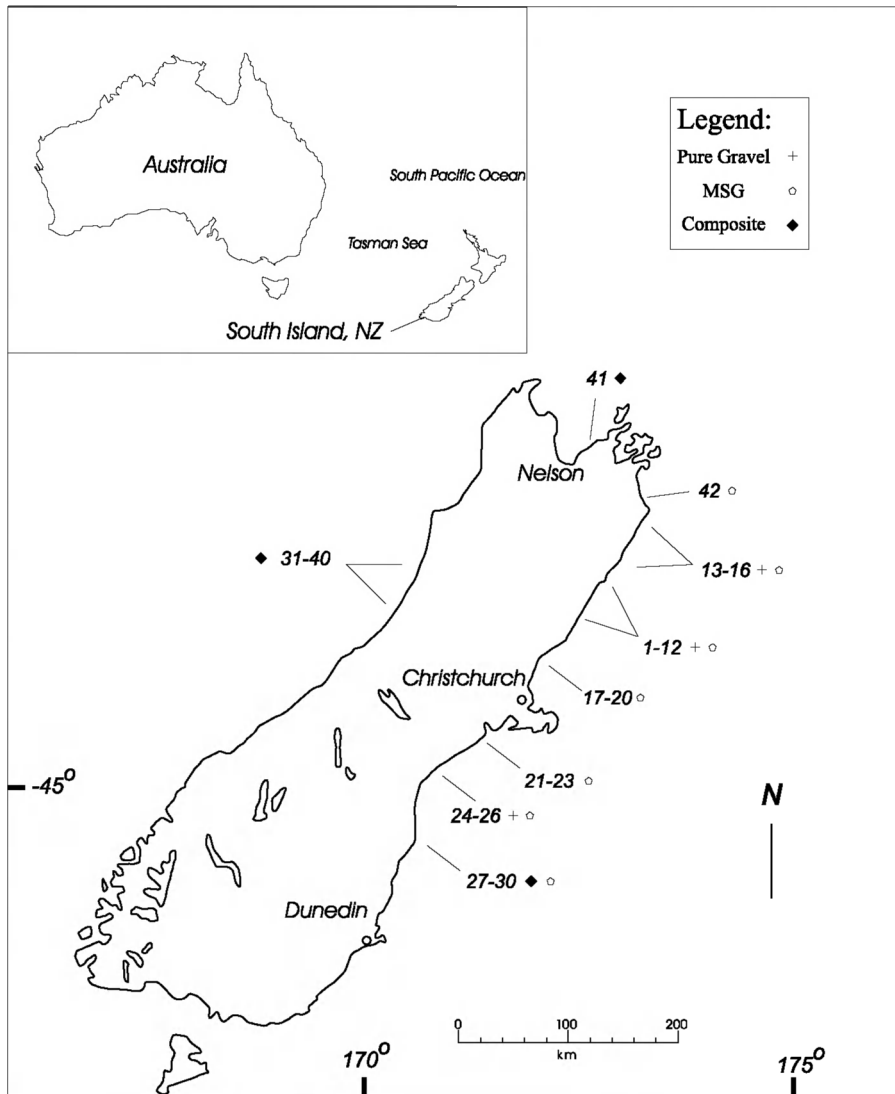 Australia
South Pacific Ocean
Tasman Sea
South Island, NZ
Legend:
Pure Gravel +
MSG
Composite ◆
41 ◆
Nelson
42
◆ 31-40
13-16 +
1-12 +
Christchurch
17-20
21-23
-45°
24-26 +
N
27-30 ◆
Dunedin
0 100 200
km
170°
175°